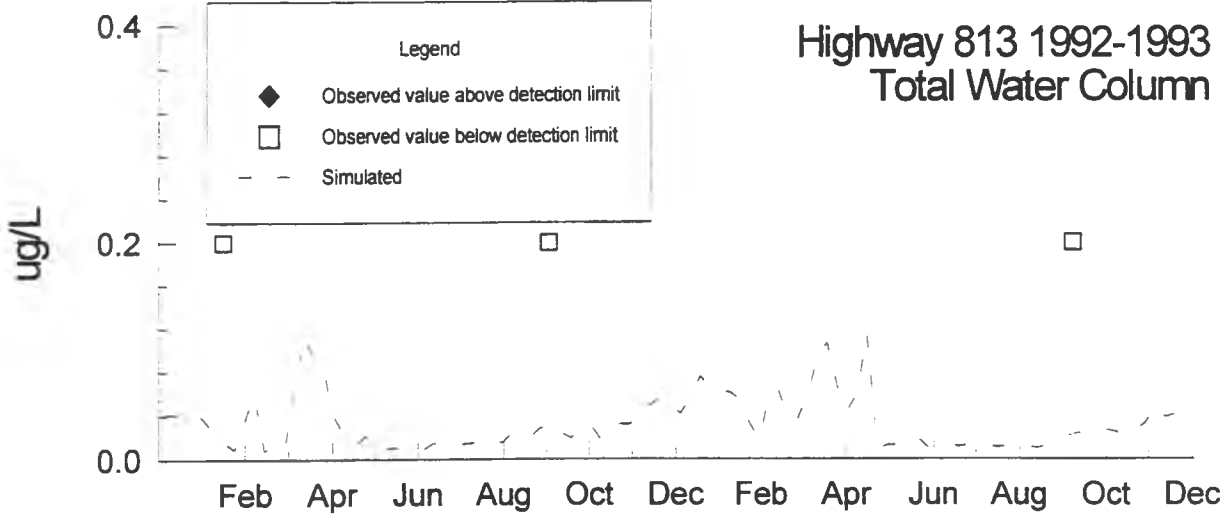 Highway 813 1992-1993
Total Water Column
Legend
Observed value above detection limit
Observed value below detection limit
Simulated
ug/L
0.4
0.2
0.0
Feb Apr Jun Aug Oct Dec Feb Apr Jun Aug Oct Dec